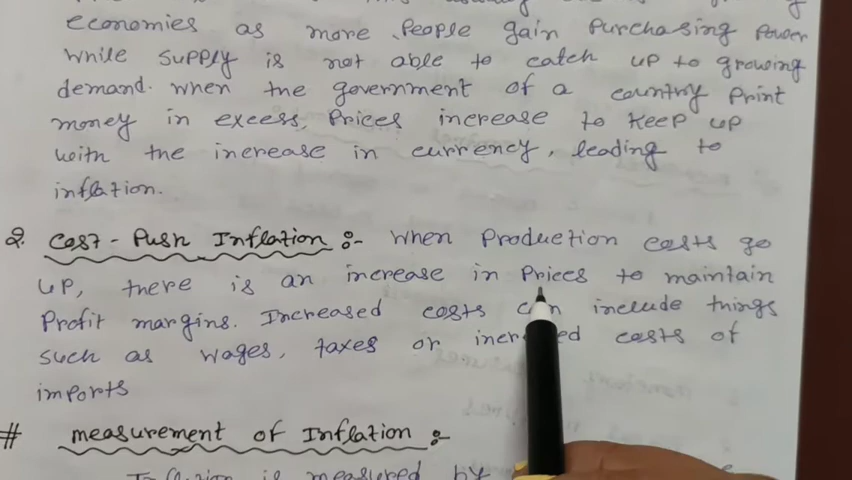 economies as more People gain Purchasing Power
while supply is not able to catch up to growing
demand. when the government of a country Print
money in excess, Prices increase to keep up
with the increase in currency, leading to
inflation.
2. Cost-Push Inflation :- When Production costs go
up, there is an increase in Prices to maintain
Profit margins. Increased costs can include things
such as wages, taxes or increased costs of
imports
# measurement of Inflation :-
Inflation is measured by